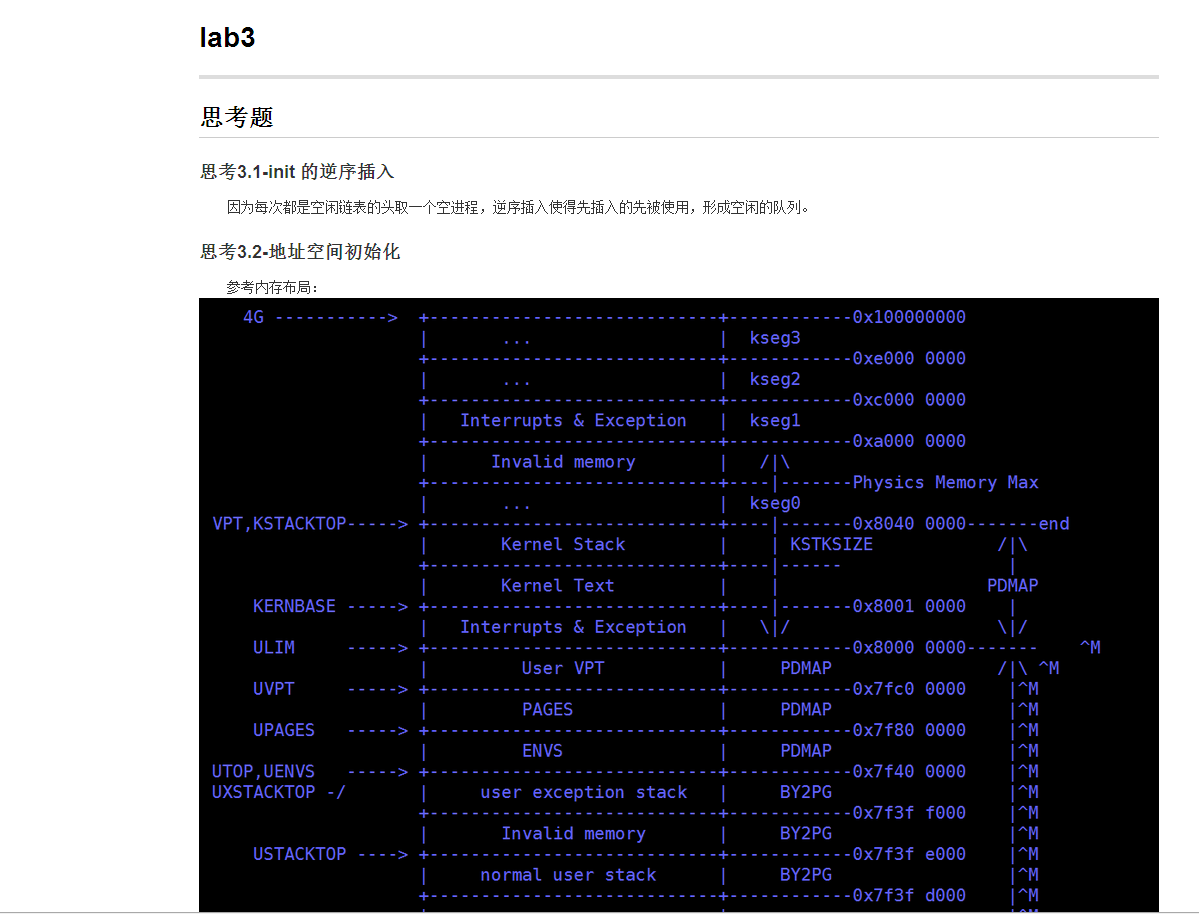 lab3
思考题
思考3.1-init 的逆序插入
因为每次都是空闲链表的头取一个空进程，逆序插入使得先插入的先被使用，形成空闲的队列。
思考3.2-地址空间初始化
参考内存布局：
4G -----------> +----------------------------+------------0x100000000
| ... | kseg3
+----------------------------+------------0xe000 0000
| ... | kseg2
+----------------------------+------------0xc000 0000
| Interrupts & Exception | kseg1
+----------------------------+------------0xa000 0000
| Invalid memory | /|\
+----------------------------+----|-------Physics Memory Max
| ... | kseg0
VPT,KSTACKTOP-----> +----------------------------+----|-------0x8040 0000-------end
| Kernel Stack | | KSTKSIZE /|\
+----------------------------+----|------ |
| Kernel Text | | PDMAP
KERNBASE -----> +----------------------------+----|-------0x8001 0000 |
| Interrupts & Exception | \|/ \|/
ULIM -----> +----------------------------+------------0x8000 0000------- ^M
| User VPT | PDMAP /|\ ^M
UVPT -----> +----------------------------+------------0x7fc0 0000 |^M
| PAGES | PDMAP |^M
UPAGES -----> +----------------------------+------------0x7f80 0000 |^M
| ENVS | PDMAP |^M
UTOP,UENVS -----> +----------------------------+------------0x7f40 0000 |^M
UXSTACKTOP -/ | user exception stack | BY2PG |^M
+----------------------------+------------0x7f3f f000 |^M
| Invalid memory | BY2PG |^M
USTACKTOP ----> +----------------------------+------------0x7f3f e000 |^M
| normal user stack | BY2PG |^M
+----------------------------+------------0x7f3f d000 |^M